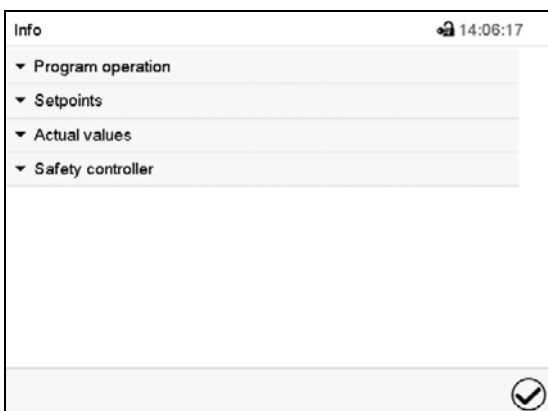 Info 14:06:17
Program operation
Setpoints
Actual values
Safety controller